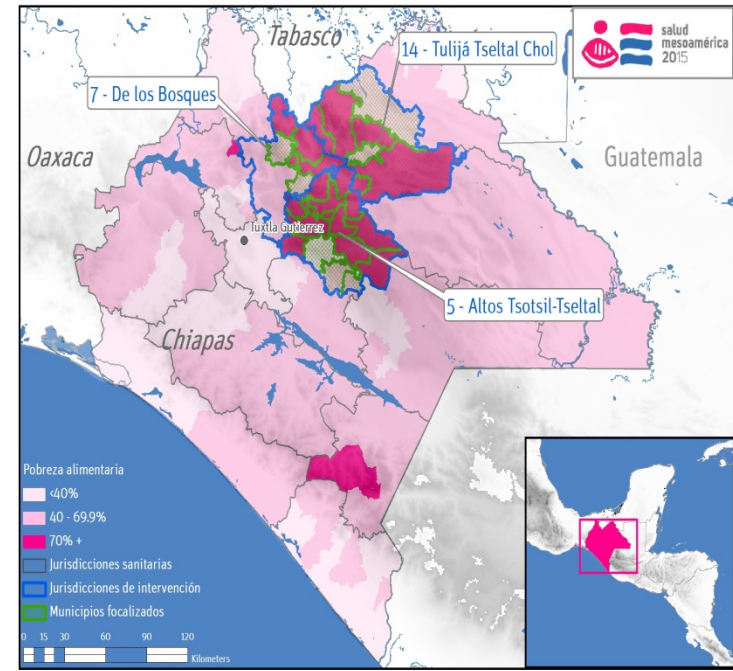 Tabasco
salud
mesoamérica
2015
14 - Tulijá Tseltal Chol
7 - De los Bosques
Oaxaca
Guatemala
Tuxtla Gutierrez
5 - Altos Tsotsil-Tseltal
Chiapas
Pobreza alimentaria
<40%
40 - 69.9%
70% +
Jurisdicciones sanitarias
Jurisdicciones de intervención
Municipios focalizados
0 15 30 60 90 120
Kilometers